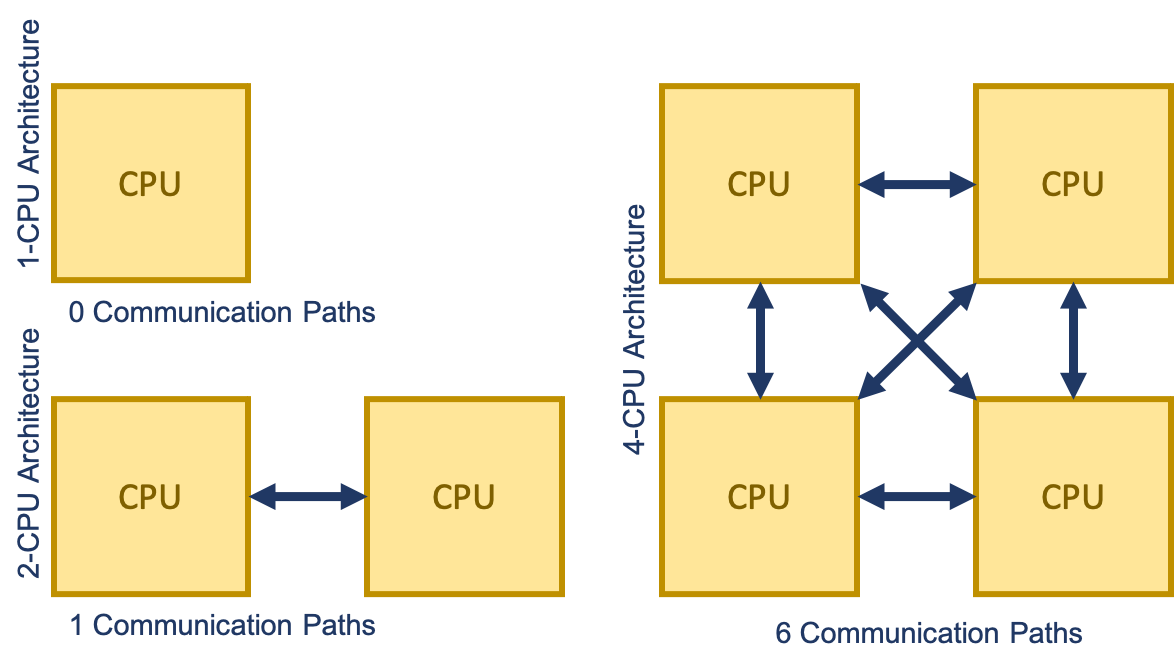 1-CPU Architecture
CPU
0 Communication Paths
2-CPU Architecture
CPU
CPU
1 Communication Paths
4-CPU Architecture
CPU
CPU
CPU
CPU
6 Communication Paths